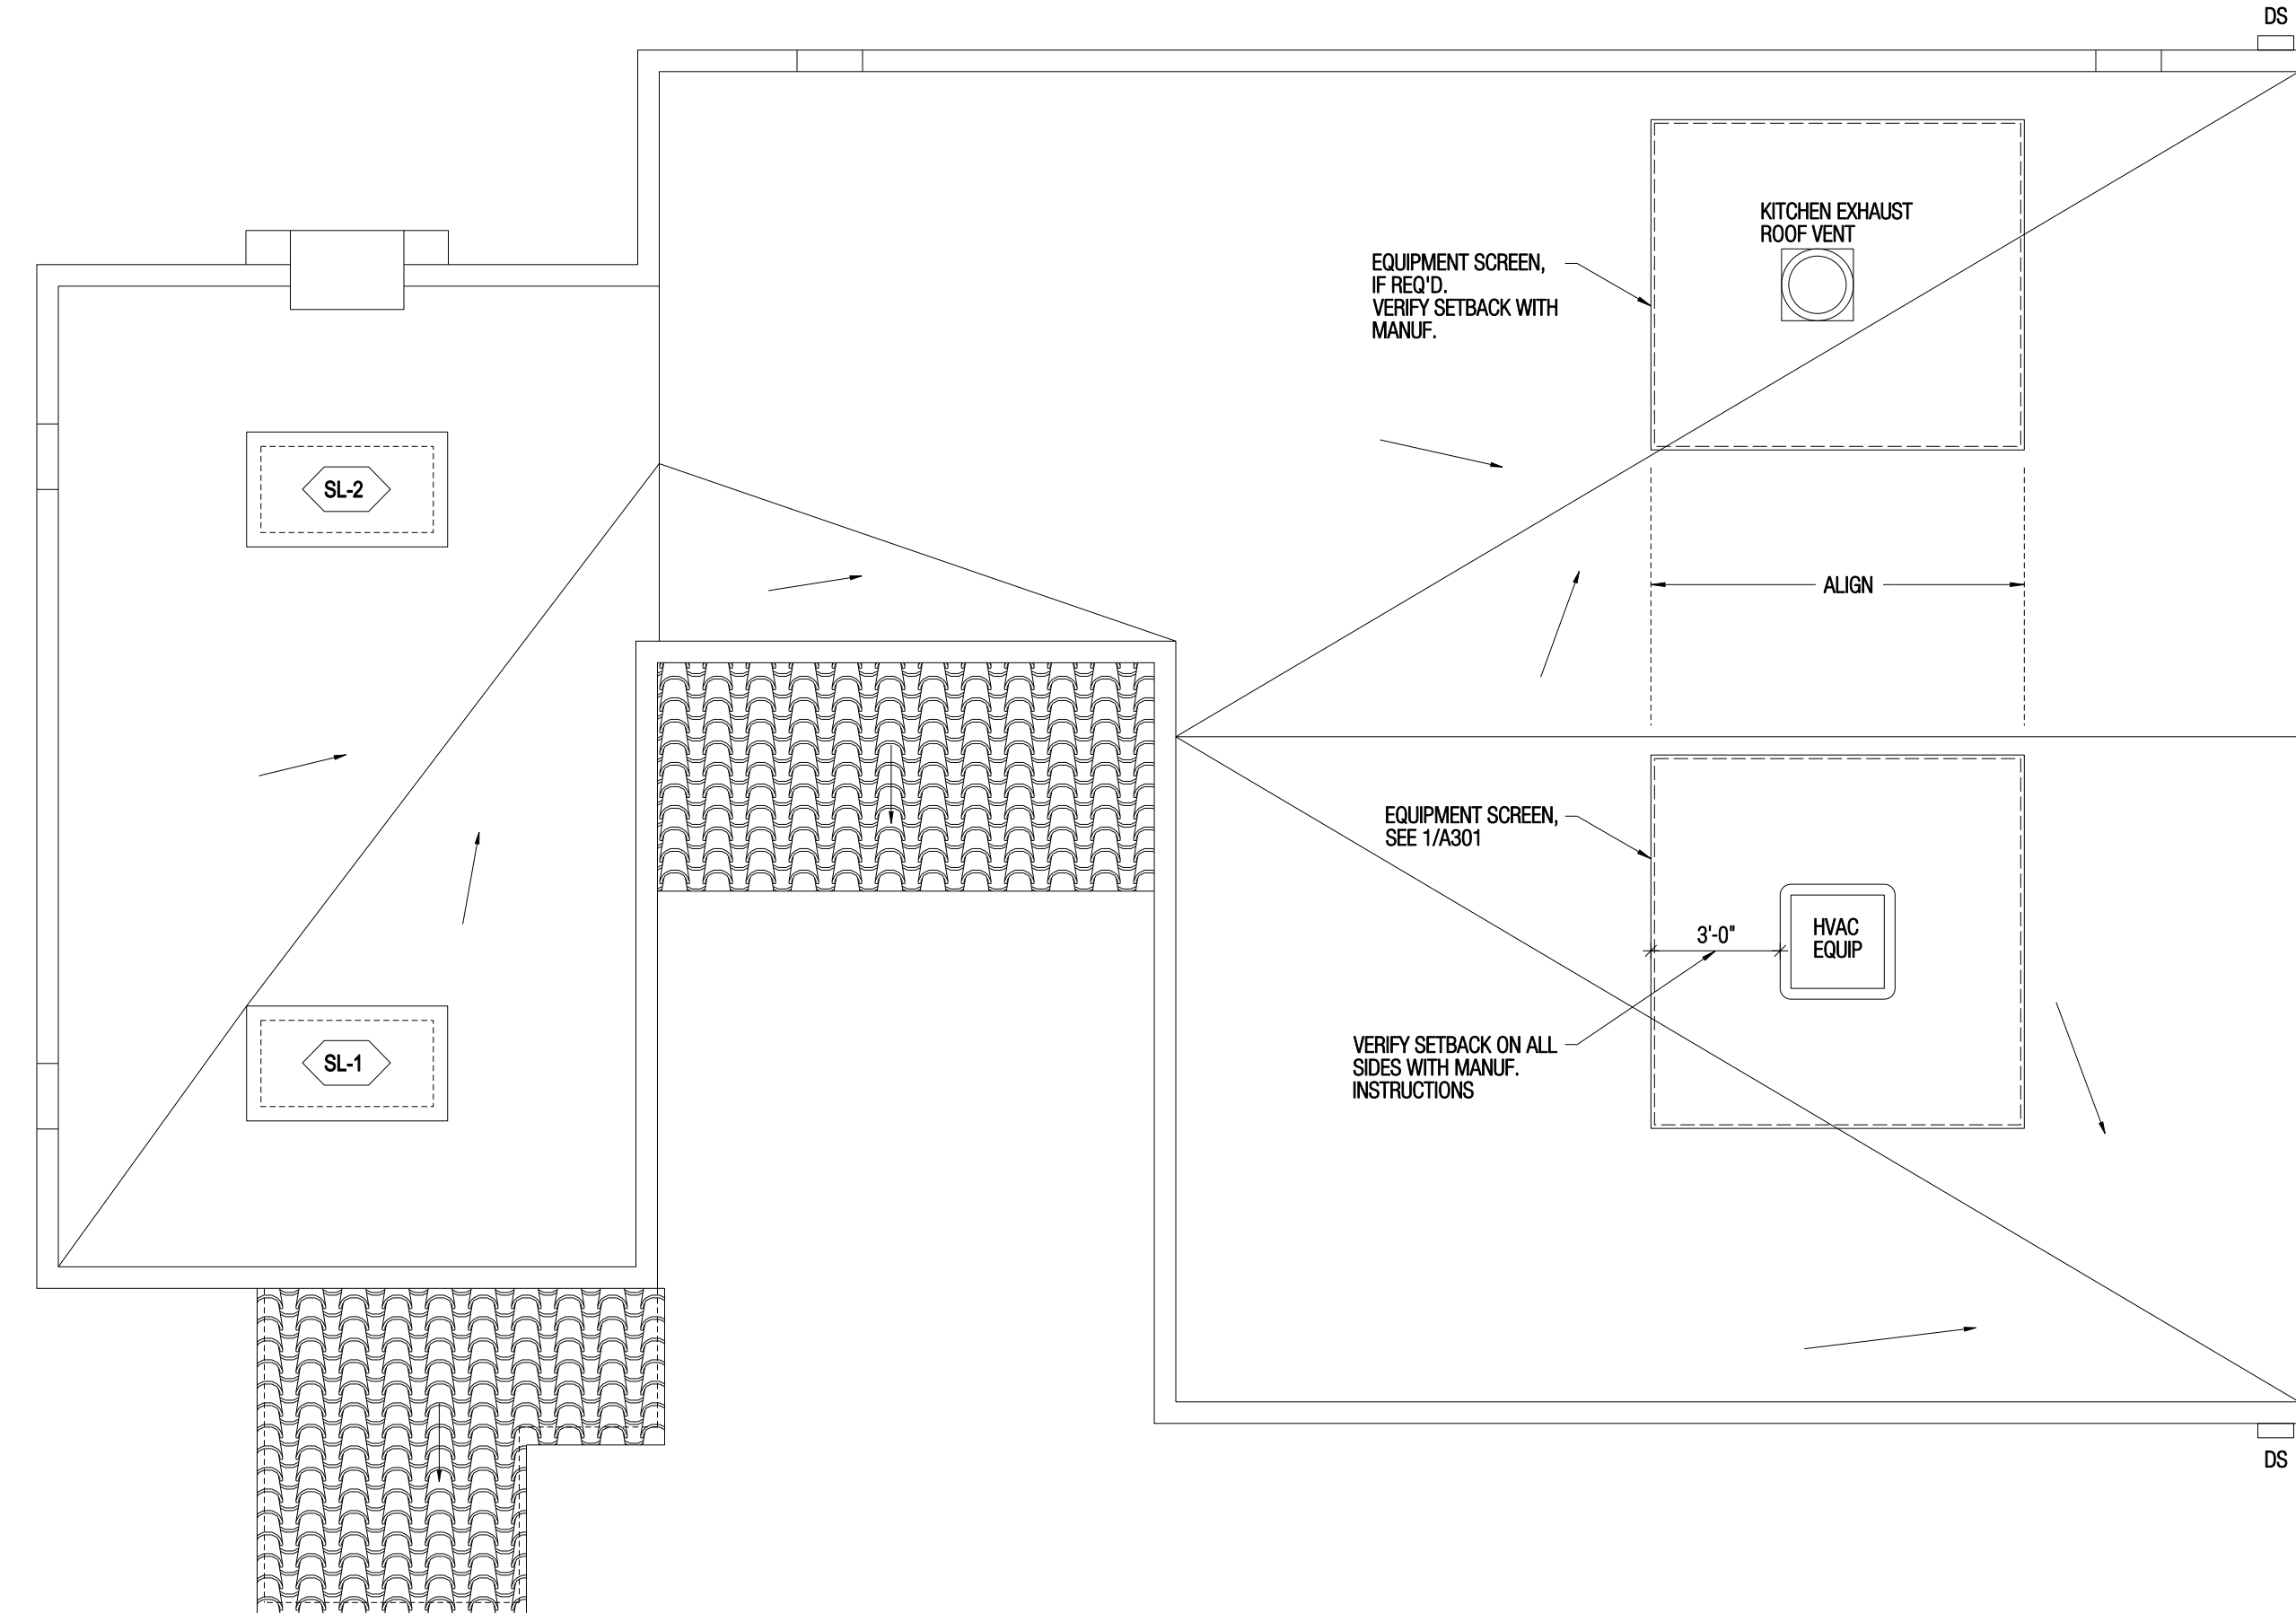 DS
KITCHEN EXHAUST
ROOF VENT
EQUIPMENT SCREEN,
IF REQ'D.
VERIFY SETBACK WITH
MANUF.
SL-2
ALIGN
EQUIPMENT SCREEN,
SEE 1/A301
3'-0"
HVAC
EQUIP
VERIFY SETBACK ON ALL
SIDES WITH MANUF.
INSTRUCTIONS
SL-1
DS